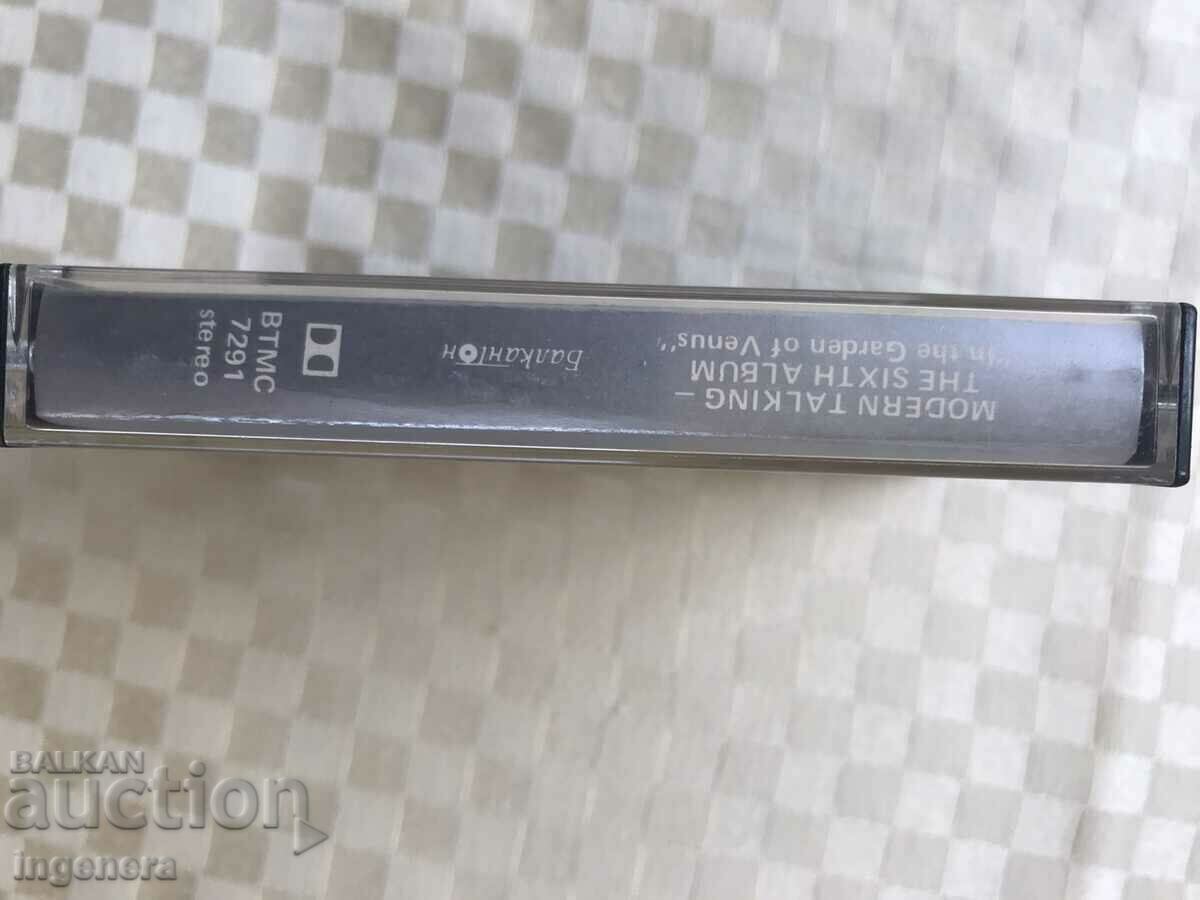 MODERN TALKING –
THE SIXTH ALBUM
"In the Garden of Venus"
БалканТон
BTMC
7291
stereo
BALKAN
auction
ingenera